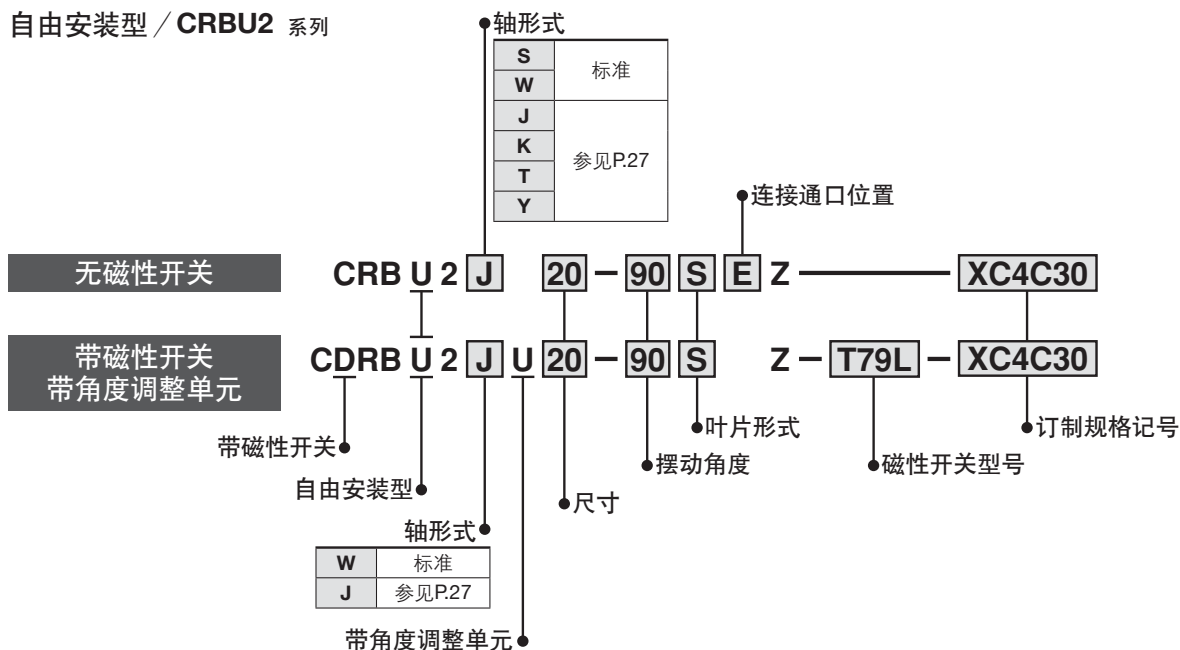 自由安装型／CRBU2 系列
轴形式
S
W
标准
J
K
T
Y
参见P.27
连接通口位置
无磁性开关
CRB U 2 J 20 – 90 S E Z XC4C30
带磁性开关
带角度调整单元
CDRB U 2 J U 20 – 90 S Z – T79L – XC4C30
带磁性开关
自由安装型
轴形式
W 标准
J 参见P.27
带角度调整单元
尺寸
摆动角度
叶片形式
磁性开关型号
订制规格记号